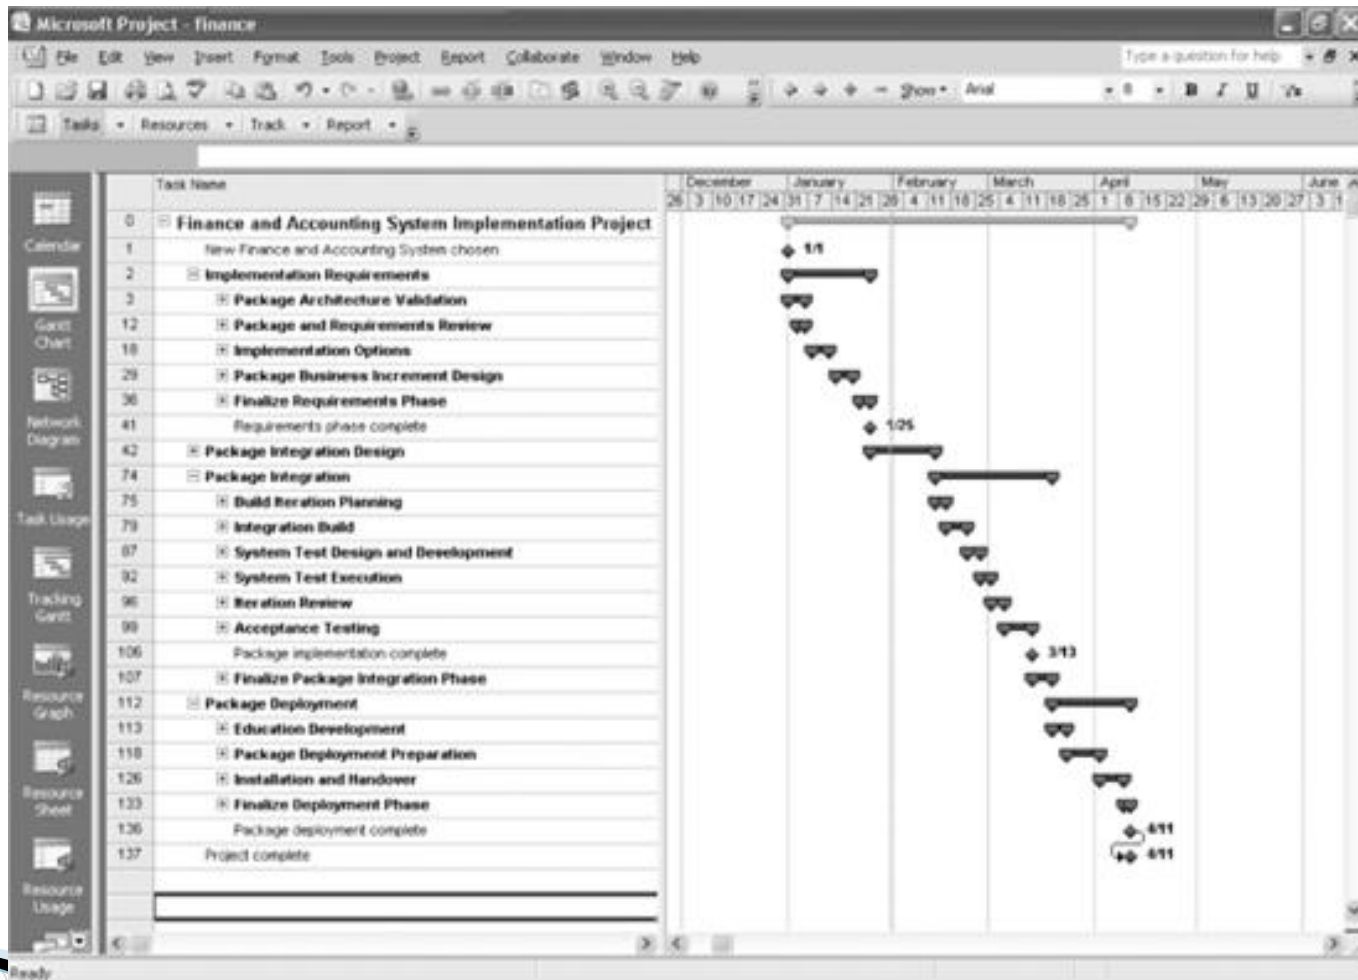 Microsoft Project - finance
File Edit View Insert Format Tools Project Report Collaborate Window Help Type a question for help
Show Arial 8 B I U
Tasks Resources Track Report
Task Name December January February March April May June
26 3 10 17 24 31 7 14 21 28 4 11 18 25 4 11 18 25 1 8 15 22 29 6 13 20 27 3 1
0 Finance and Accounting System Implementation Project
1 New Finance and Accounting System chosen 1/1
2 Implementation Requirements
3 Package Architecture Validation
12 Package and Requirements Review
18 Implementation Options
29 Package Business Increment Design
36 Finalize Requirements Phase
41 Requirements phase complete 1/25
42 Package Integration Design
74 Package Integration
75 Build Iteration Planning
79 Integration Build
87 System Test Design and Development
92 System Test Execution
96 Iteration Review
99 Acceptance Testing
106 Package implementation complete 3/13
107 Finalize Package Integration Phase
112 Package Deployment
113 Education Development
118 Package Deployment Preparation
126 Installation and Handover
133 Finalize Deployment Phase
136 Package deployment complete 4/11
137 Project complete 4/11
Calendar
Gantt
Chart
Network
Diagram
Task Usage
Tracking
Gantt
Resource
Graph
Resource
Sheet
Resource
Usage
Ready